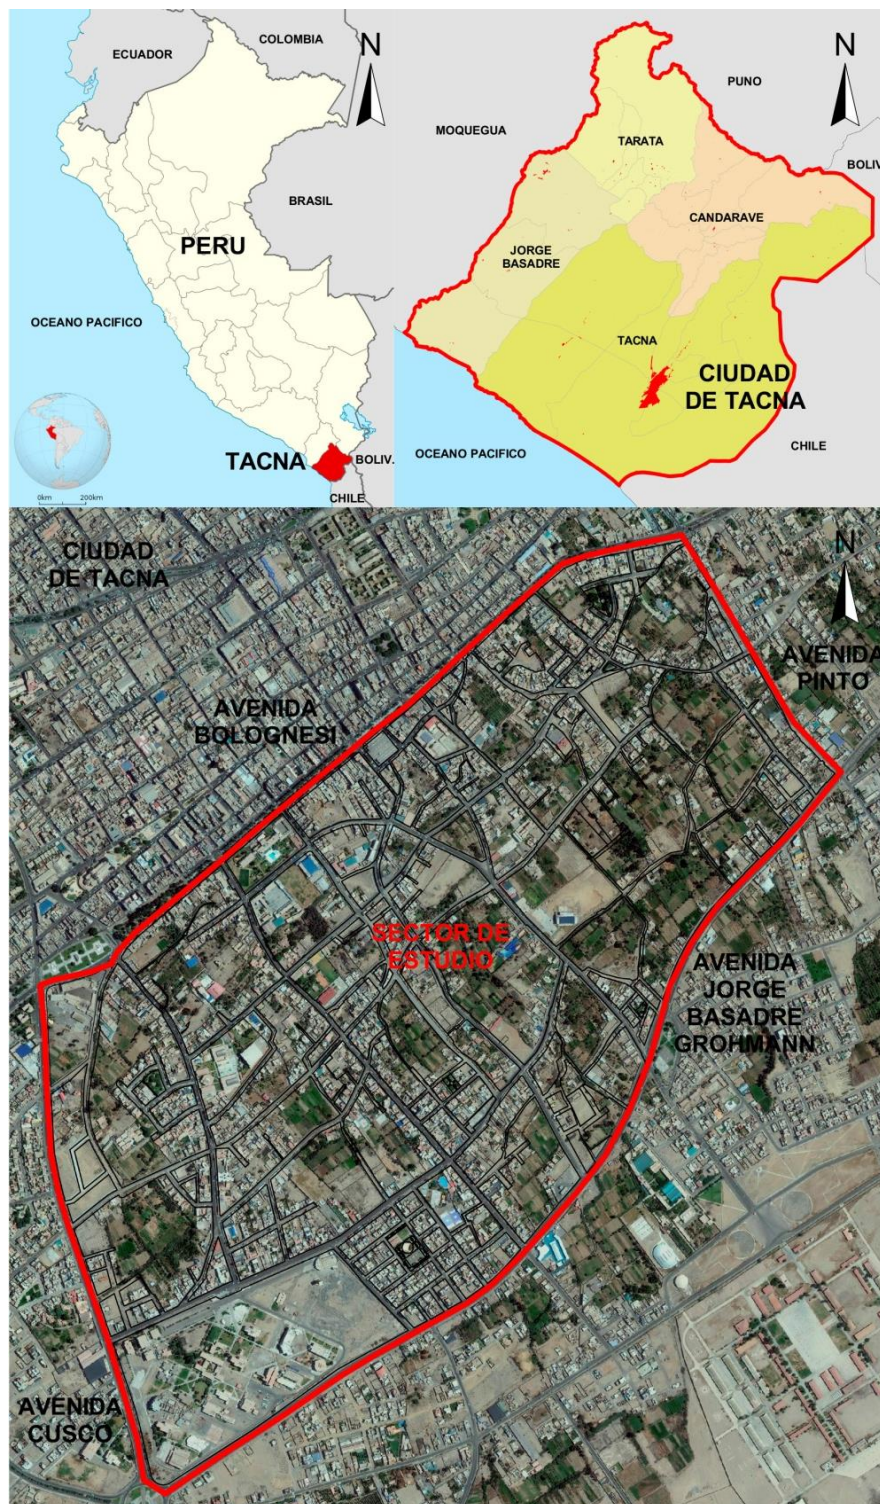 ECUADOR
COLOMBIA
N
BRASIL
PERU
OCEANO PACIFICO
TACNA
BOLIV.
CHILE
0km 200km
N
PUNO
MOQUEGUA
TARATA
BOLIV
CANDARAVE
JORGE
BASADRE
TACNA
CIUDAD
DE TACNA
OCEANO PACIFICO
CHILE
CIUDAD
DE TACNA
N
AVENIDA
PINTO
AVENIDA
BOLOGNESI
SECTOR DE
ESTUDIO
AVENIDA
JORGE
BASADRE
GROHMANN
AVENIDA
CUSCO